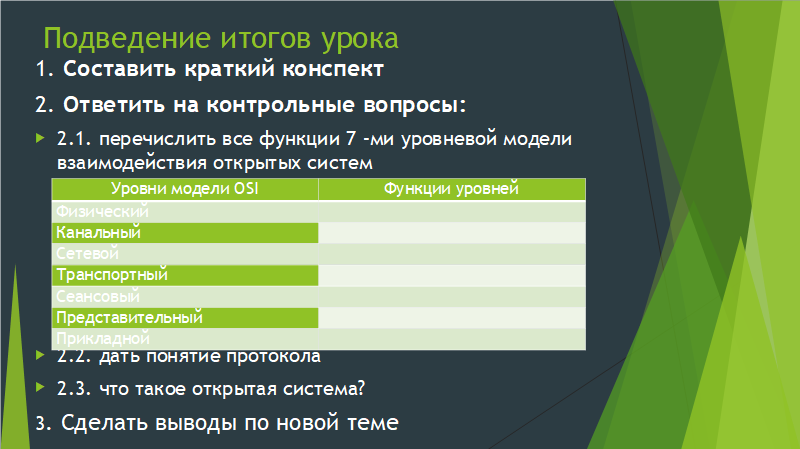 Подведение итогов урока
1. Составить краткий конспект
2. Ответить на контрольные вопросы:
2.1. перечислить все функции 7 -ми уровневой модели
взаимодействия открытых систем
Уровни модели OSI Функции уровней
Физический
Канальный
Сетевой
Транспортный
Сеансовый
Представительный
Прикладной
2.2. дать понятие протокола
2.3. что такое открытая система?
3. Сделать выводы по новой теме